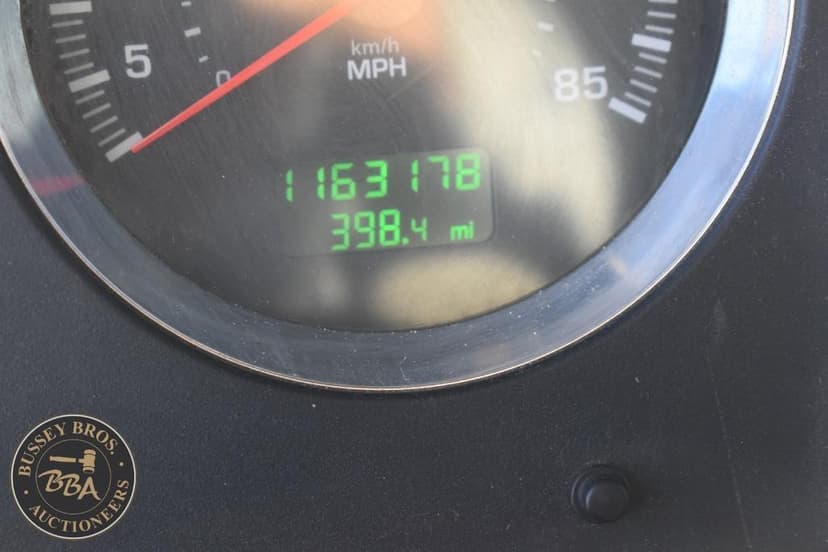 km/h
MPH
5
0
85
1163178
398.4 mi
BUSSEY BROS.
BBA
AUCTIONEERS